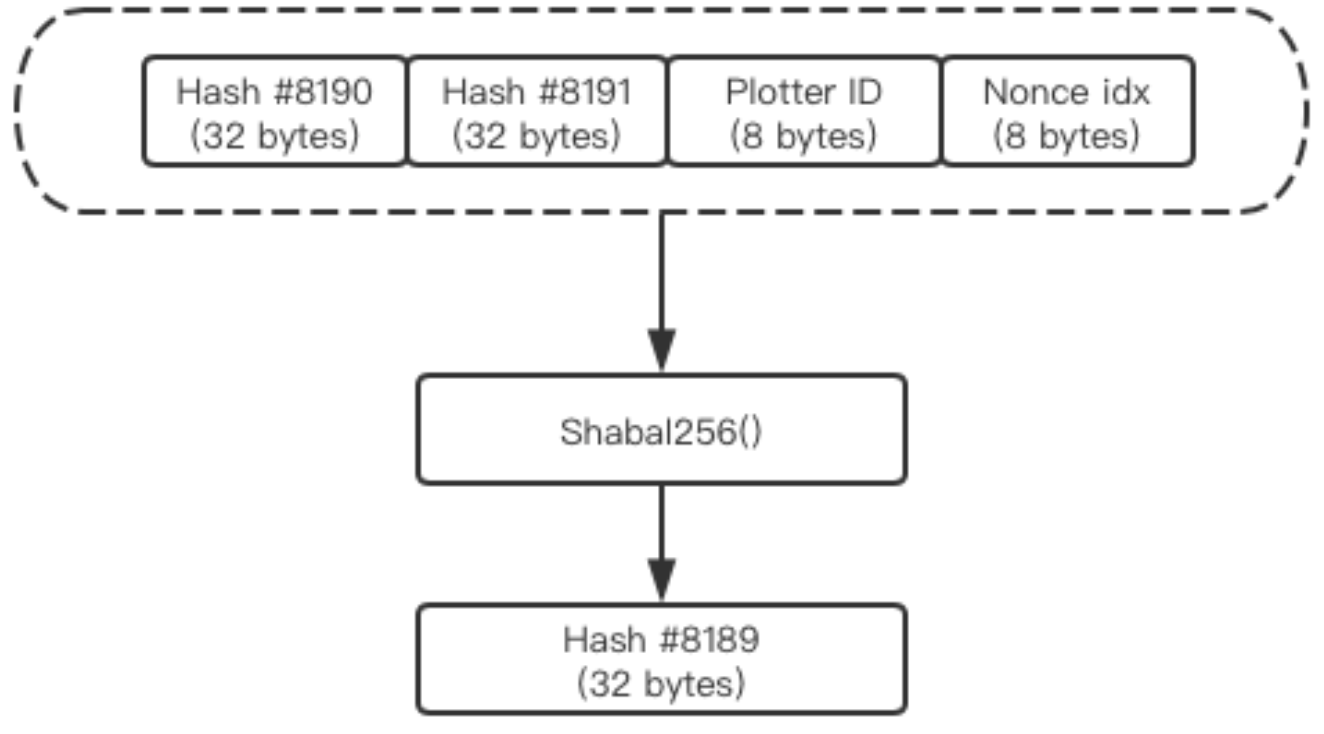 Hash #8190
(32 bytes)
Hash #8191
(32 bytes)
Plotter ID
(8 bytes)
Nonce idx
(8 bytes)
Shabal256()
Hash #8189
(32 bytes)